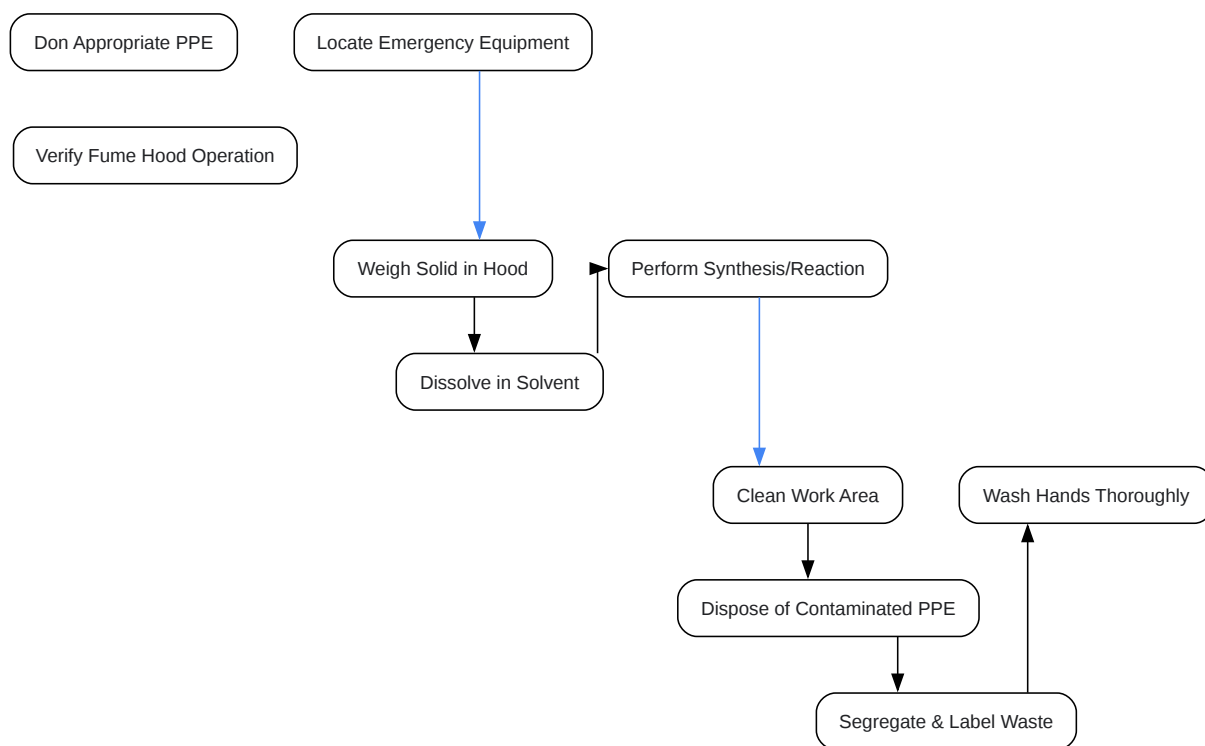 Don Appropriate PPE
Locate Emergency Equipment
Verify Fume Hood Operation
Weigh Solid in Hood
Perform Synthesis/Reaction
Dissolve in Solvent
Clean Work Area
Wash Hands Thoroughly
Dispose of Contaminated PPE
Segregate & Label Waste